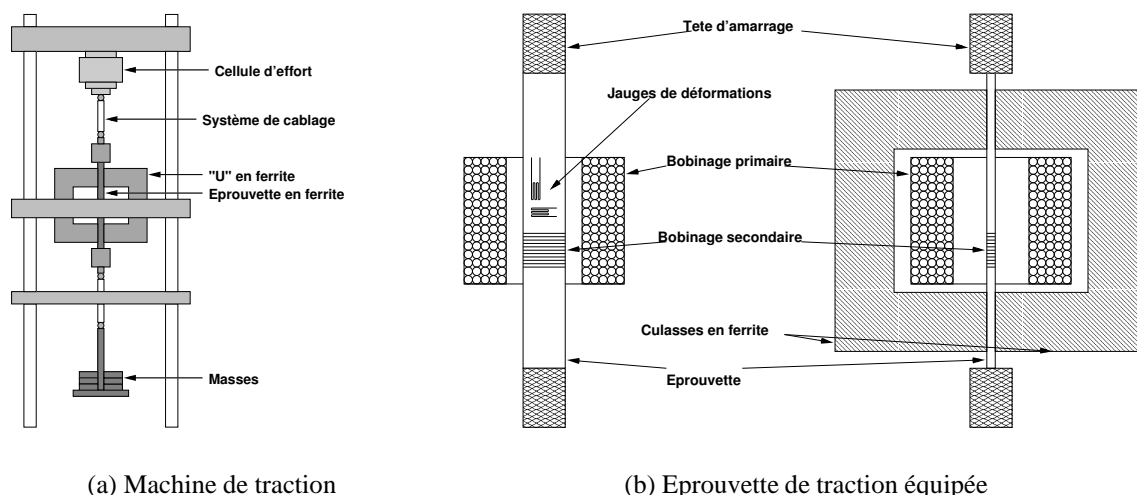 Cellule d'effort
Système de cablage
"U" en ferrite
Eprouvette en ferrite
Masses
(a) Machine de traction
Tete d'amarrage
Jauges de déformations
Bobinage primaire
Bobinage secondaire
Culasses en ferrite
Eprouvette
(b) Eprouvette de traction équipée